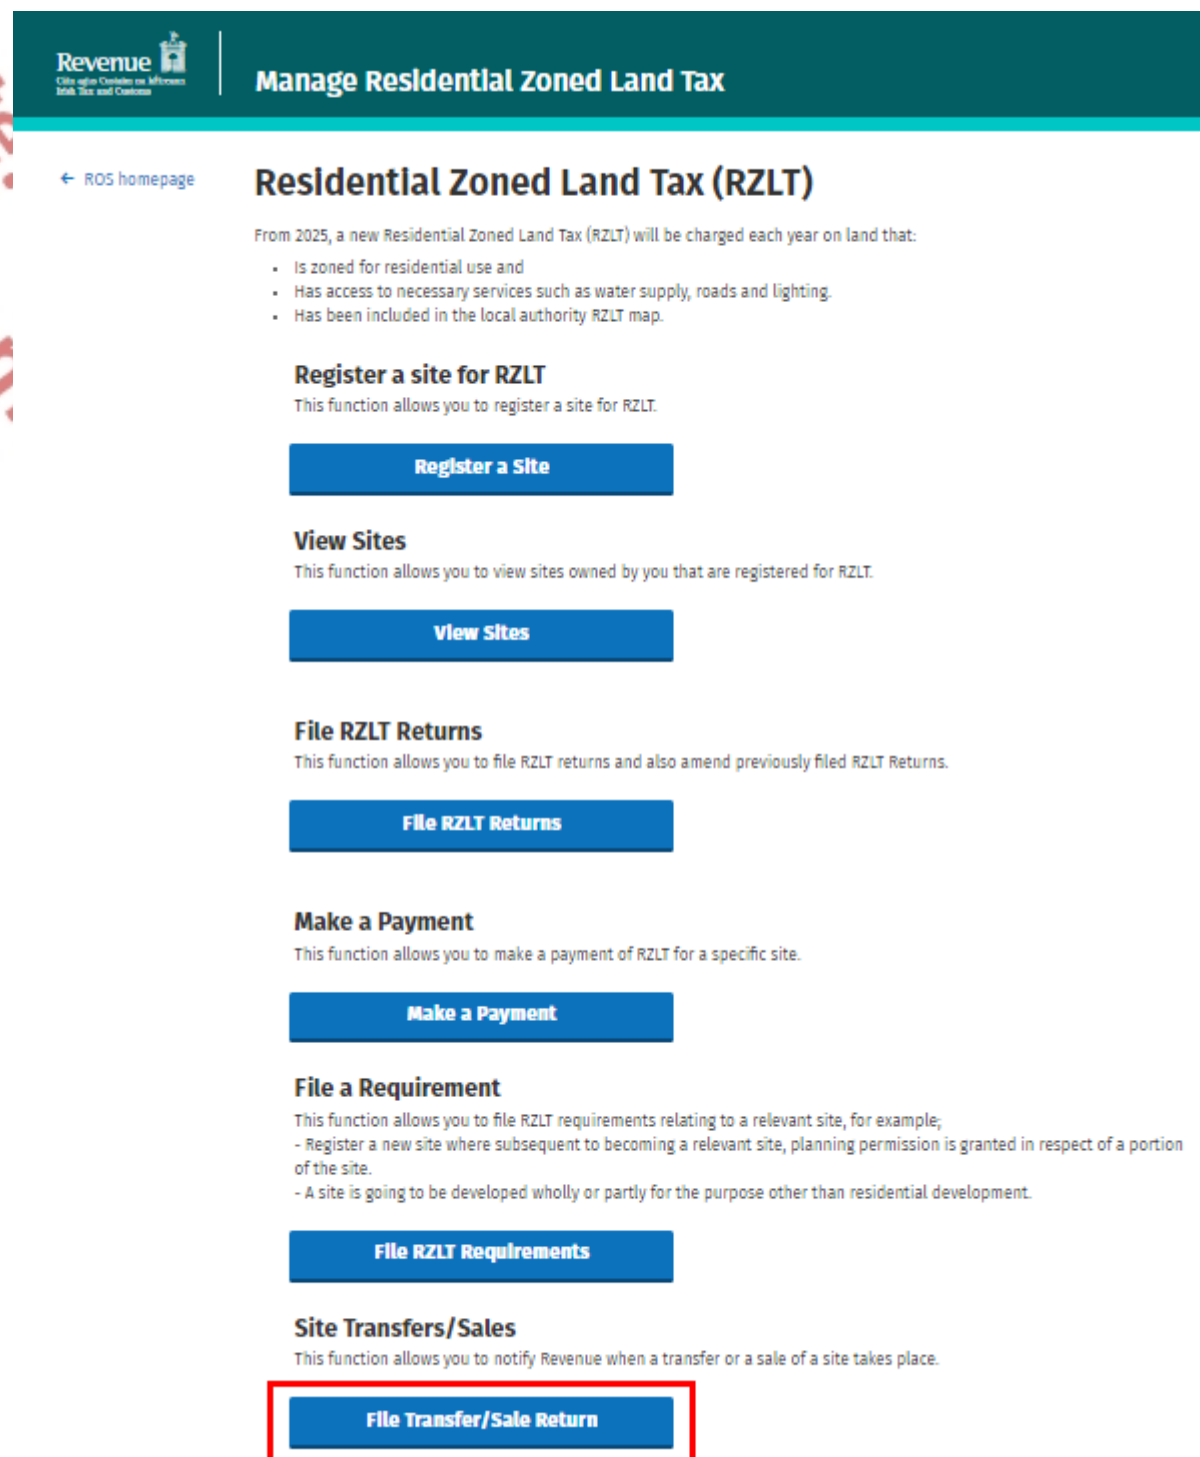 Revenue
Cáin agus Custaim na hÉireann
Irish Tax and Customs
Manage Residential Zoned Land Tax
← ROS homepage
Residential Zoned Land Tax (RZLT)
From 2025, a new Residential Zoned Land Tax (RZLT) will be charged each year on land that:
Is zoned for residential use and
Has access to necessary services such as water supply, roads and lighting.
Has been included in the local authority RZLT map.
Register a site for RZLT
This function allows you to register a site for RZLT.
Register a Site
View Sites
This function allows you to view sites owned by you that are registered for RZLT.
View Sites
File RZLT Returns
This function allows you to file RZLT returns and also amend previously filed RZLT Returns.
File RZLT Returns
Make a Payment
This function allows you to make a payment of RZLT for a specific site.
Make a Payment
File a Requirement
This function allows you to file RZLT requirements relating to a relevant site, for example;
- Register a new site where subsequent to becoming a relevant site, planning permission is granted in respect of a portion
of the site.
- A site is going to be developed wholly or partly for the purpose other than residential development.
File RZLT Requirements
Site Transfers/Sales
This function allows you to notify Revenue when a transfer or a sale of a site takes place.
File Transfer/Sale Return